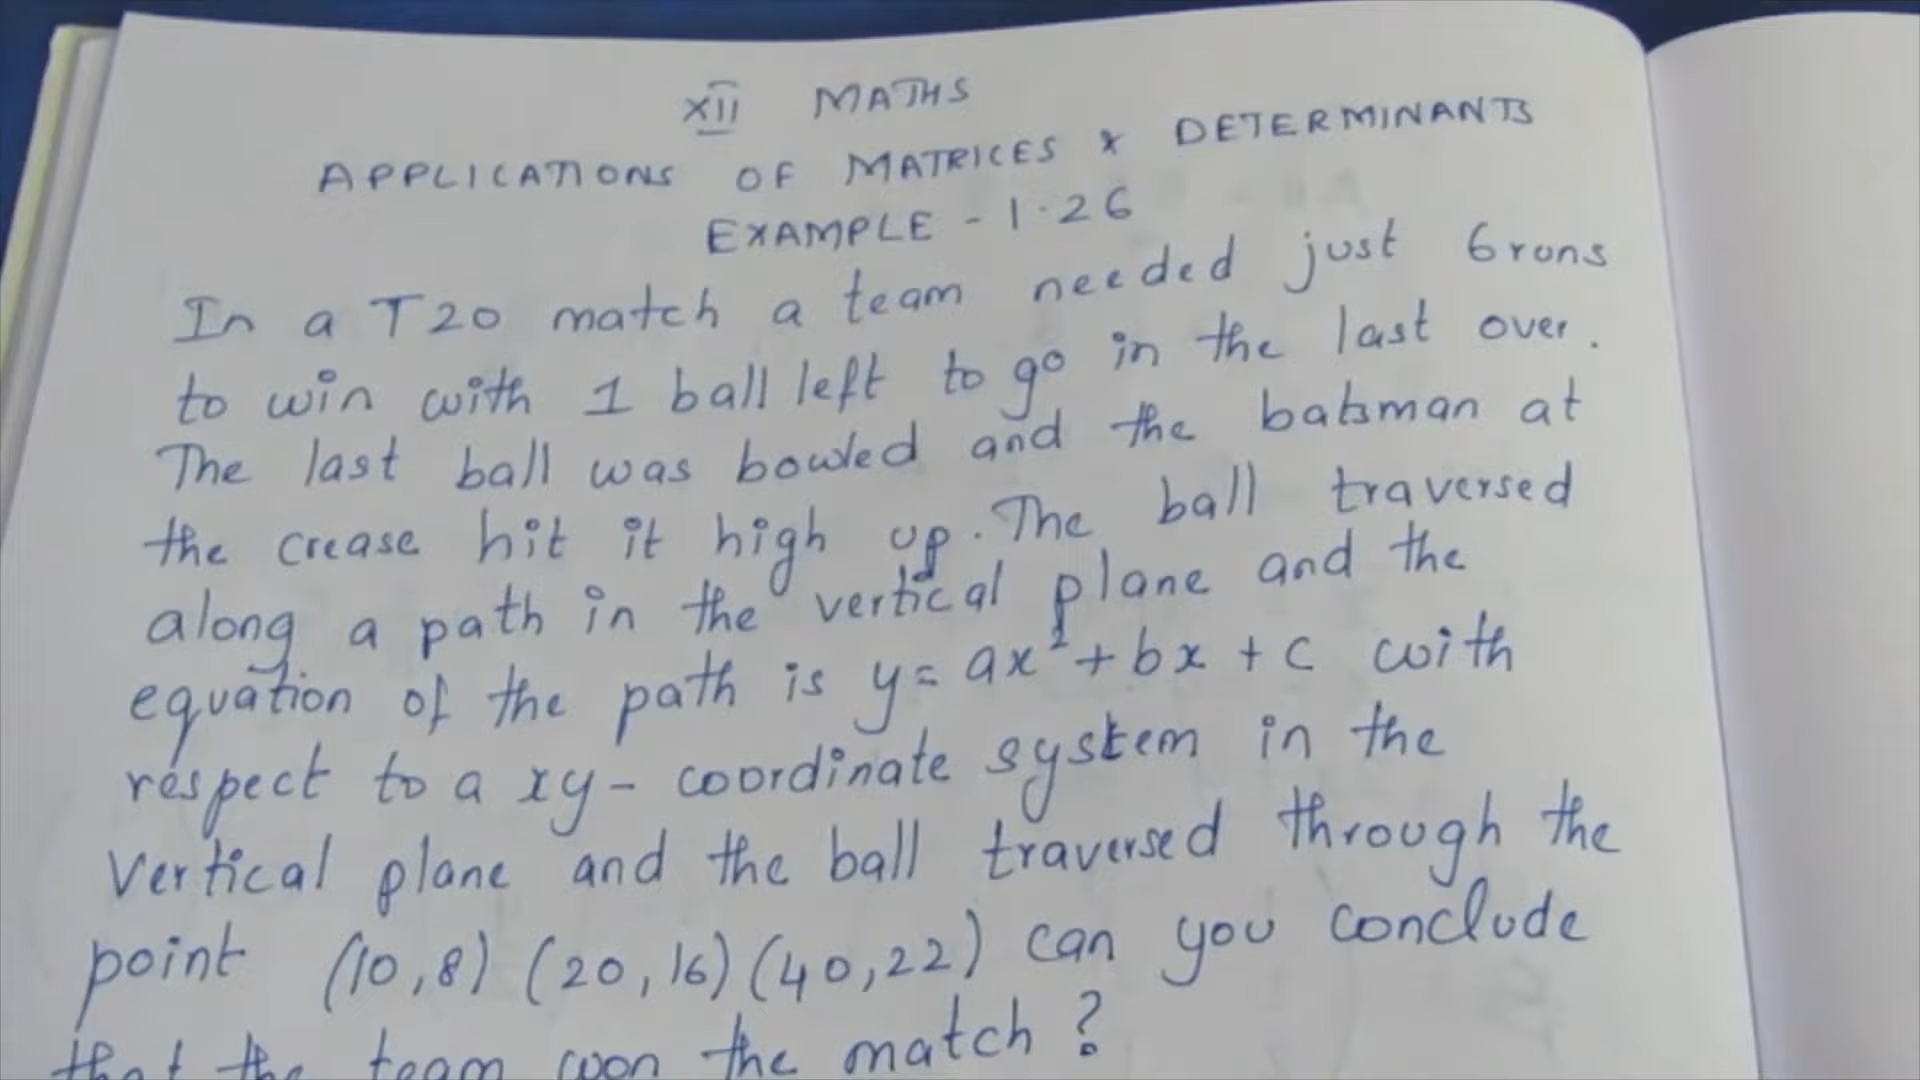 XII MATHS
APPLICATIONS OF MATRICES & DETERMINANTS
EXAMPLE - 1.26
In a T20 match a team needed just 6 runs
to win with 1 ball left to go in the last over.
The last ball was bowled and the batsman at
the crease hit it high up. The ball traversed
along a path in the vertical plane and the
equation of the path is y = ax² + bx + c with
respect to a xy - coordinate system in the
vertical plane and the ball traversed through the
point (10,8) (20,16) (40,22) can you conclude
that the team won the match?